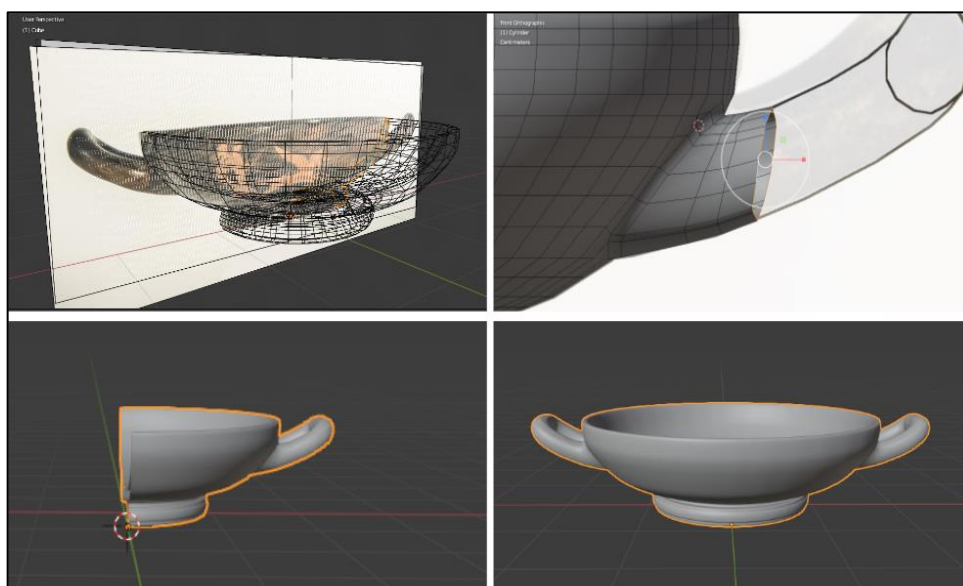 User Perspective
(1) Cube
Front Orthographic
(1) Cylinder
Centimeters